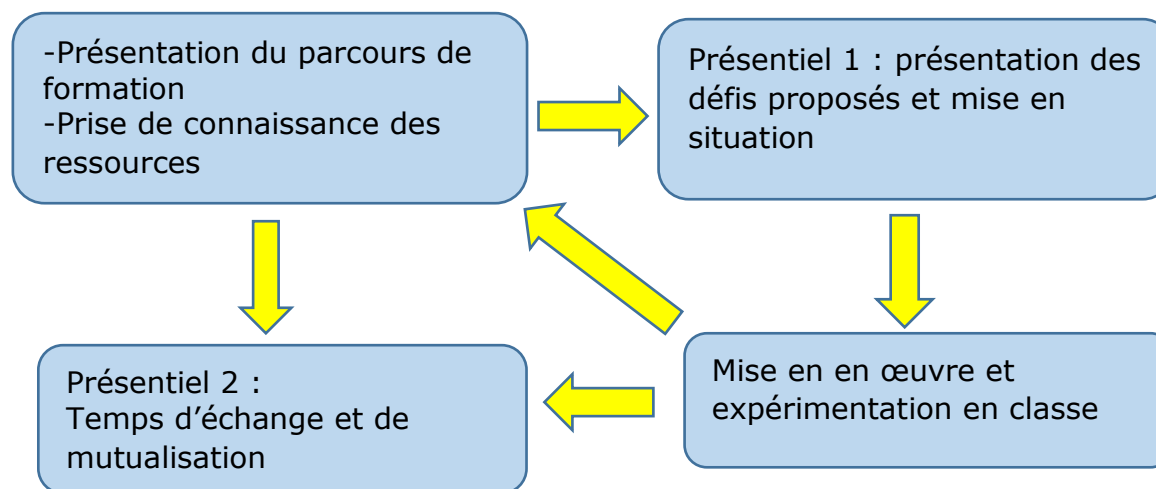 -Présentation du parcours de
formation
-Prise de connaissance des
ressources
Présentiel 1 : présentation des
défis proposés et mise en
situation
Présentiel 2 :
Temps d’échange et de
mutualisation
Mise en en œuvre et
expérimentation en classe